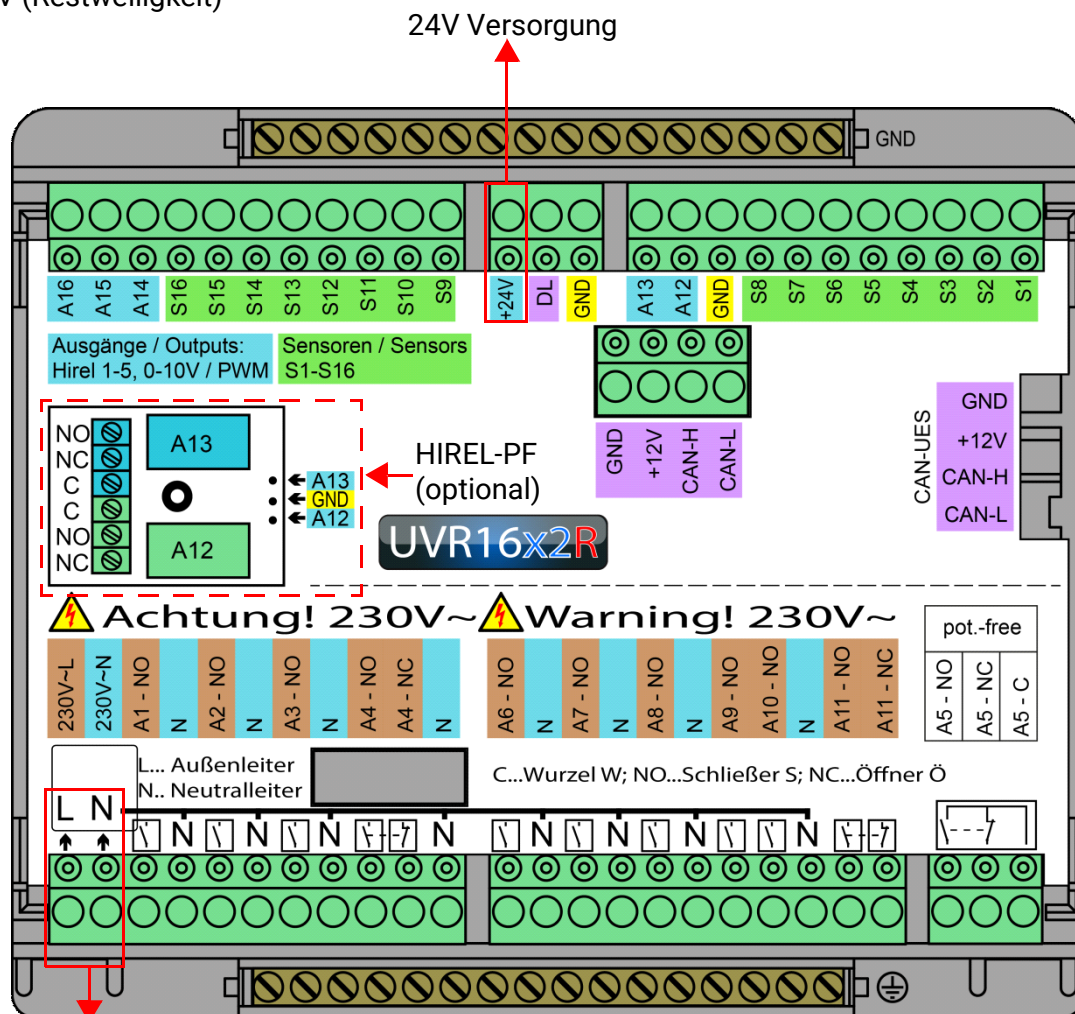 V (Restwelligkeit)
24V Versorgung
GND
A16 A15 A14 S16 S15 S14 S13 S12 S11 S10 S9 +24V DL GND A13 A12 GND S8 S7 S6 S5 S4 S3 S2 S1
Ausgänge / Outputs:
Hirel 1-5, 0-10V / PWM
Sensoren / Sensors
S1-S16
GND +12V CAN-H CAN-L
CAN-UES
GND
+12V
CAN-H
CAN-L
NO
NC
C
C
NO
NC
A13
A12
A13
GND
A12
HIREL-PF
(optional)
UVR16x2R
Achtung! 230V~ Warning! 230V~
pot.-free
230V~L 230V~N A1 - NO N A2 - NO N A3 - NO N A4 - NO A4 - NC N A6 - NO N A7 - NO N A8 - NO N A9 - NO A10 - NO N A11 - NO A11 - NC A5 - NO A5 - NC A5 - C
L... Außenleiter
N.. Neutralleiter
C...Wurzel W; NO...Schließer S; NC...Öffner Ö
L N N N N N N N N N